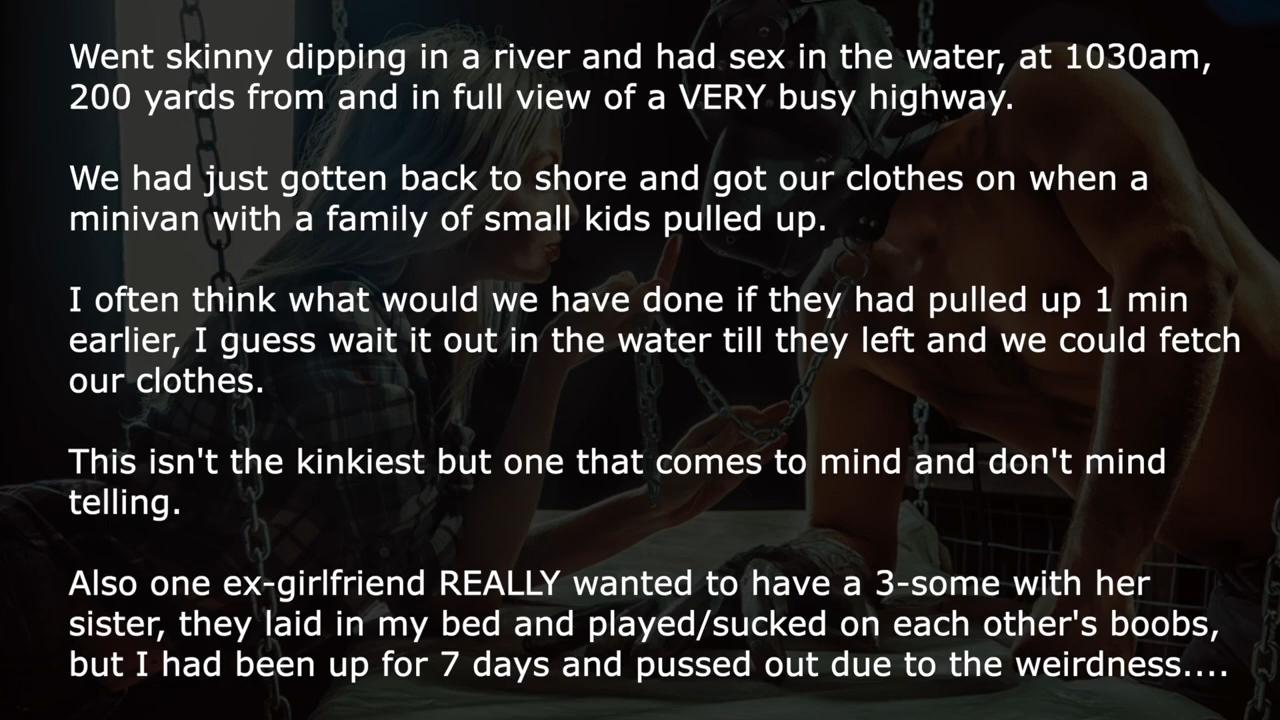 Went skinny dipping in a river and had sex in the water, at 1030am,
200 yards from and in full view of a VERY busy highway.
We had just gotten back to shore and got our clothes on when a
minivan with a family of small kids pulled up.
I often think what would we have done if they had pulled up 1 min
earlier, I guess wait it out in the water till they left and we could fetch
our clothes.
This isn't the kinkiest but one that comes to mind and don't mind
telling.
Also one ex-girlfriend REALLY wanted to have a 3-some with her
sister, they laid in my bed and played/sucked on each other's boobs,
but I had been up for 7 days and pussed out due to the weirdness....